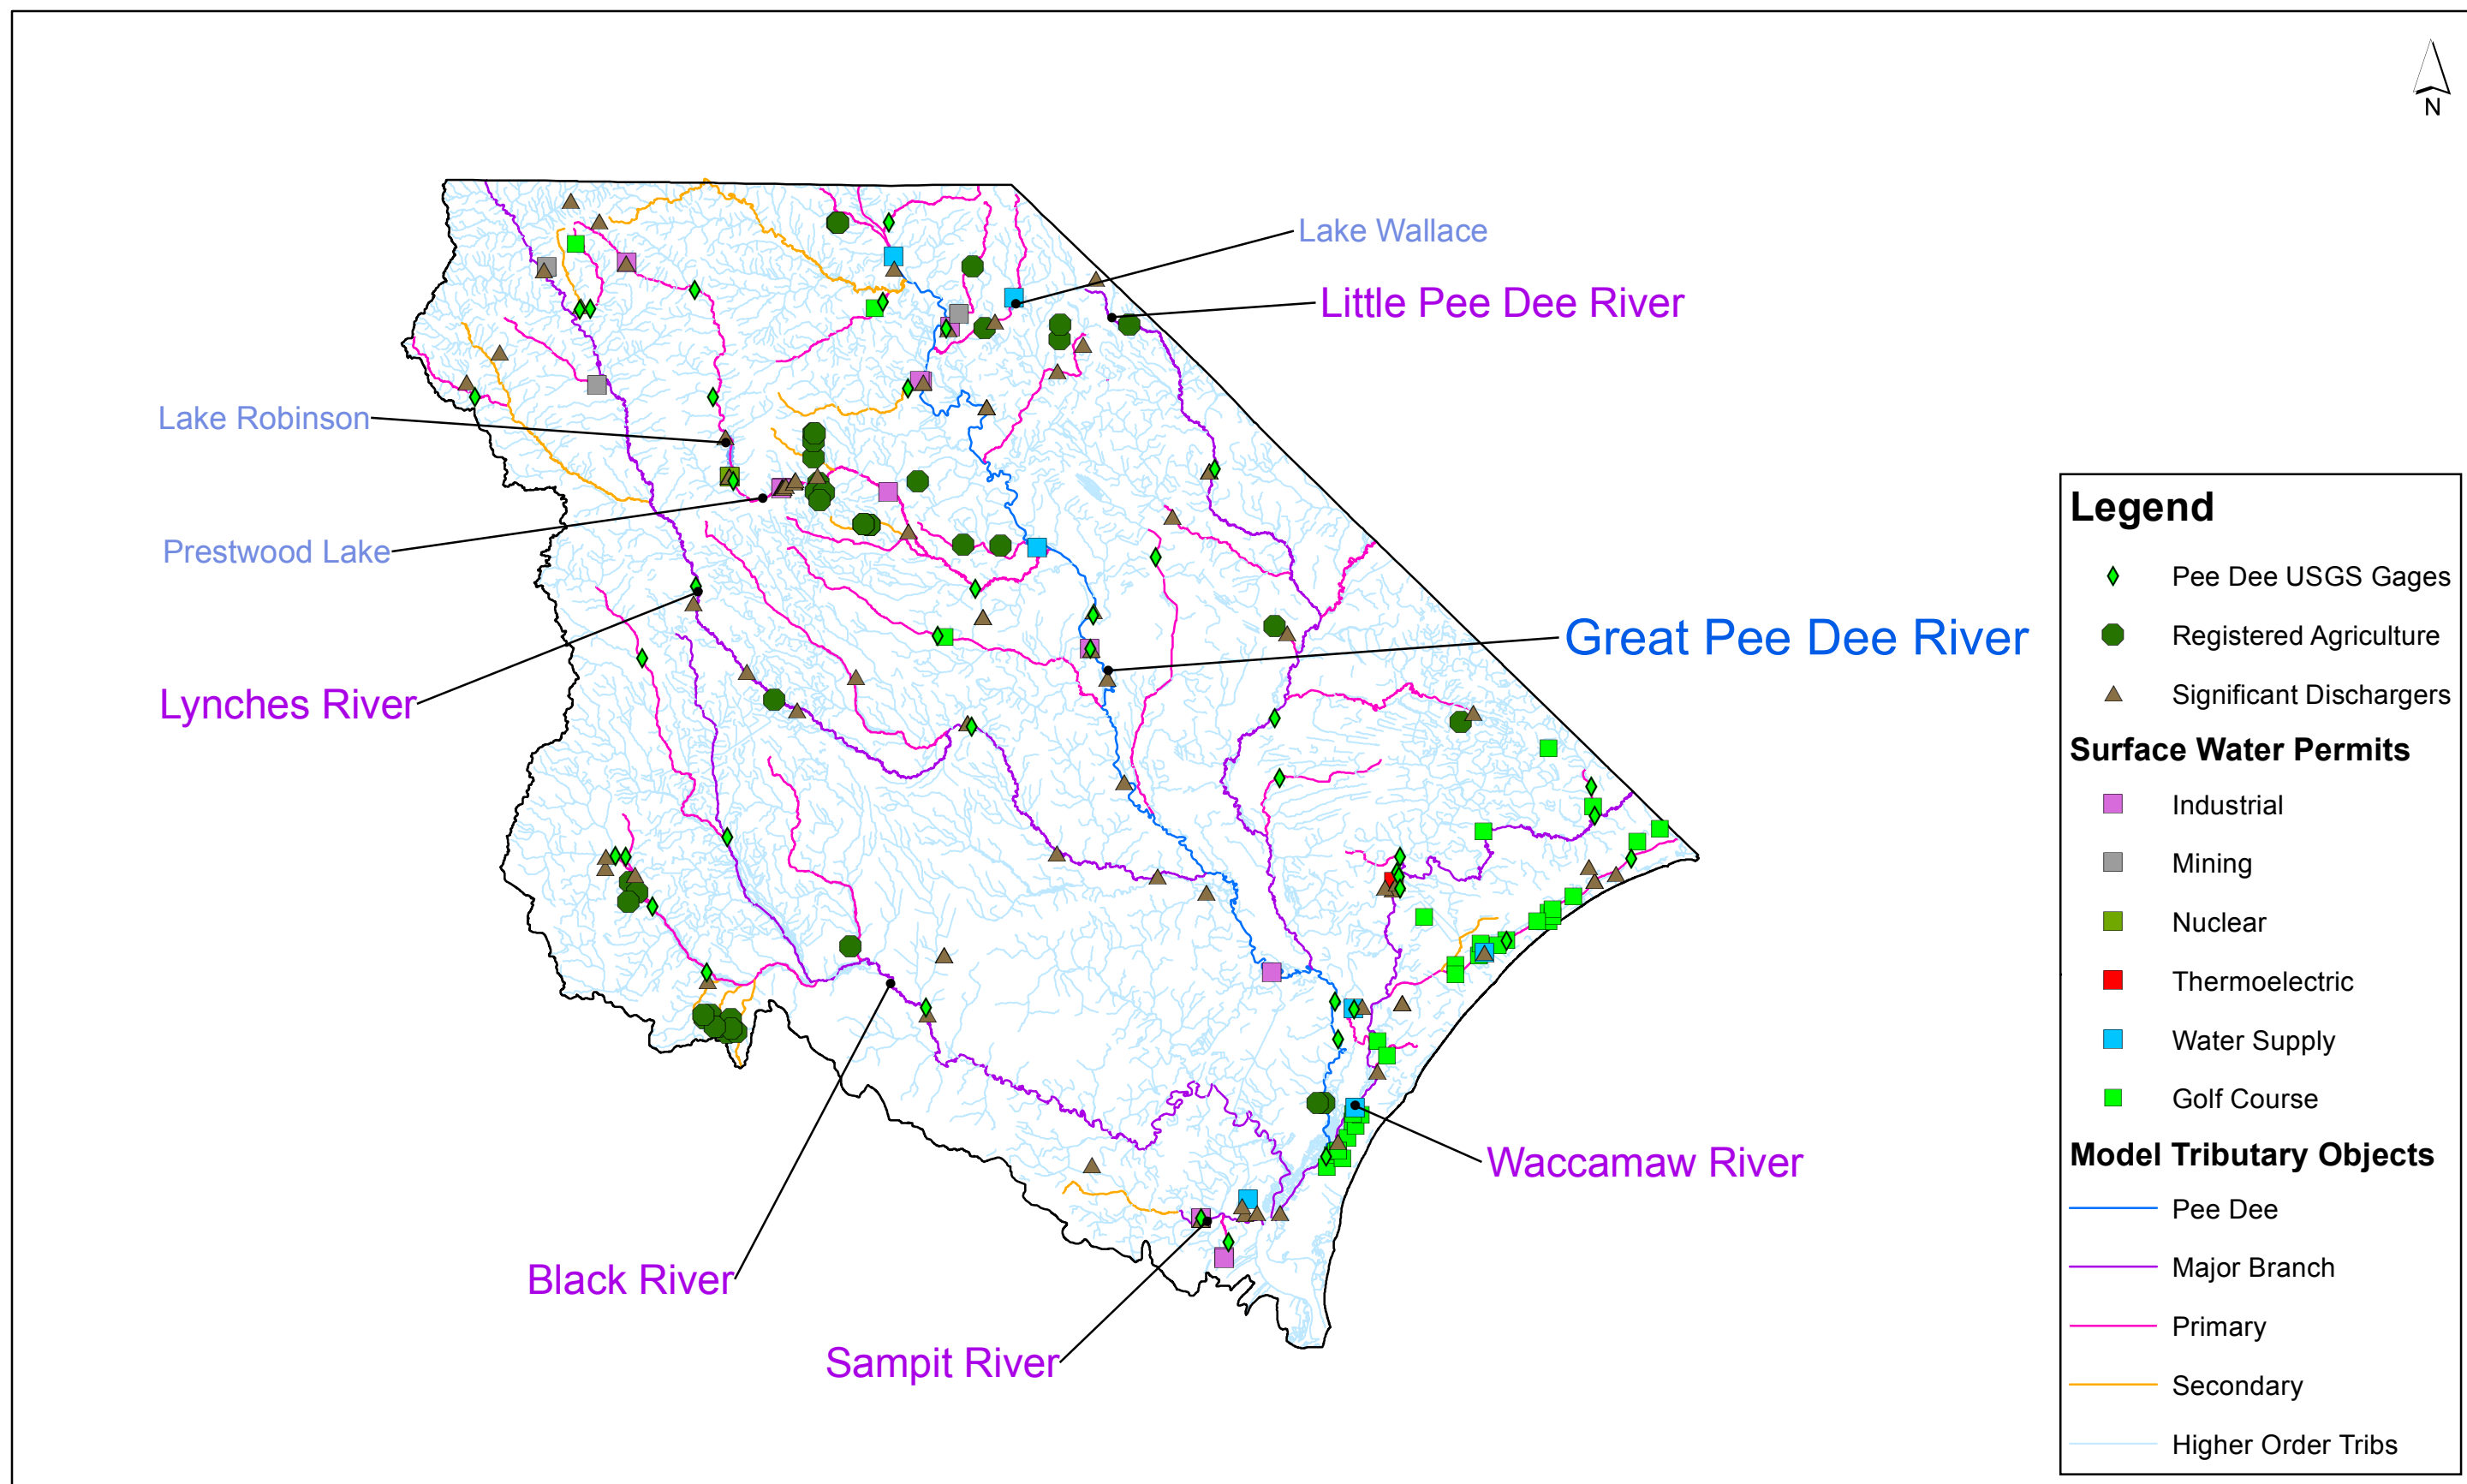 N
Lake Wallace
Little Pee Dee River
Lake Robinson
Prestwood Lake
Great Pee Dee River
Lynches River
Waccamaw River
Black River
Sampit River
Legend
Pee Dee USGS Gages
Registered Agriculture
Significant Dischargers
Surface Water Permits
Industrial
Mining
Nuclear
Thermoelectric
Water Supply
Golf Course
Model Tributary Objects
Pee Dee
Major Branch
Primary
Secondary
Higher Order Tribs